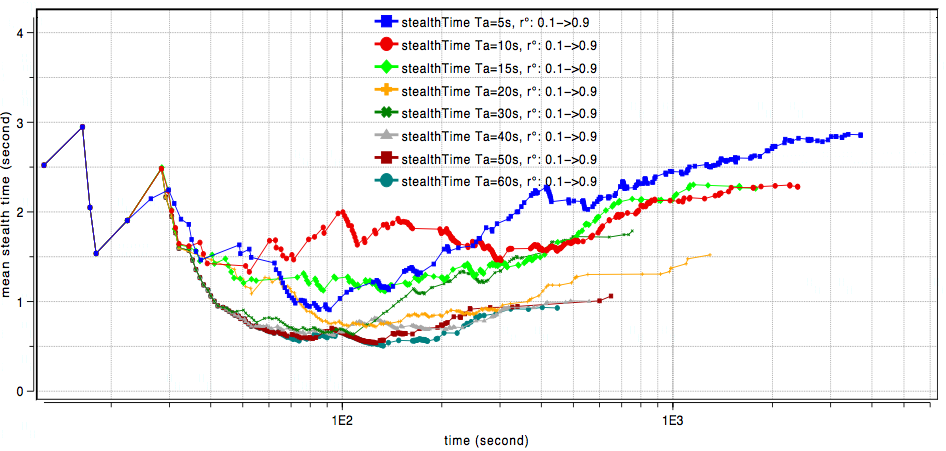 stealthTime Ta=5s, r°: 0.1->0.9
stealthTime Ta=10s, r°: 0.1->0.9
stealthTime Ta=15s, r°: 0.1->0.9
stealthTime Ta=20s, r°: 0.1->0.9
stealthTime Ta=30s, r°: 0.1->0.9
stealthTime Ta=40s, r°: 0.1->0.9
stealthTime Ta=50s, r°: 0.1->0.9
stealthTime Ta=60s, r°: 0.1->0.9
mean stealth time (second)
4
3
2
1
0
1E2 1E3
time (second)